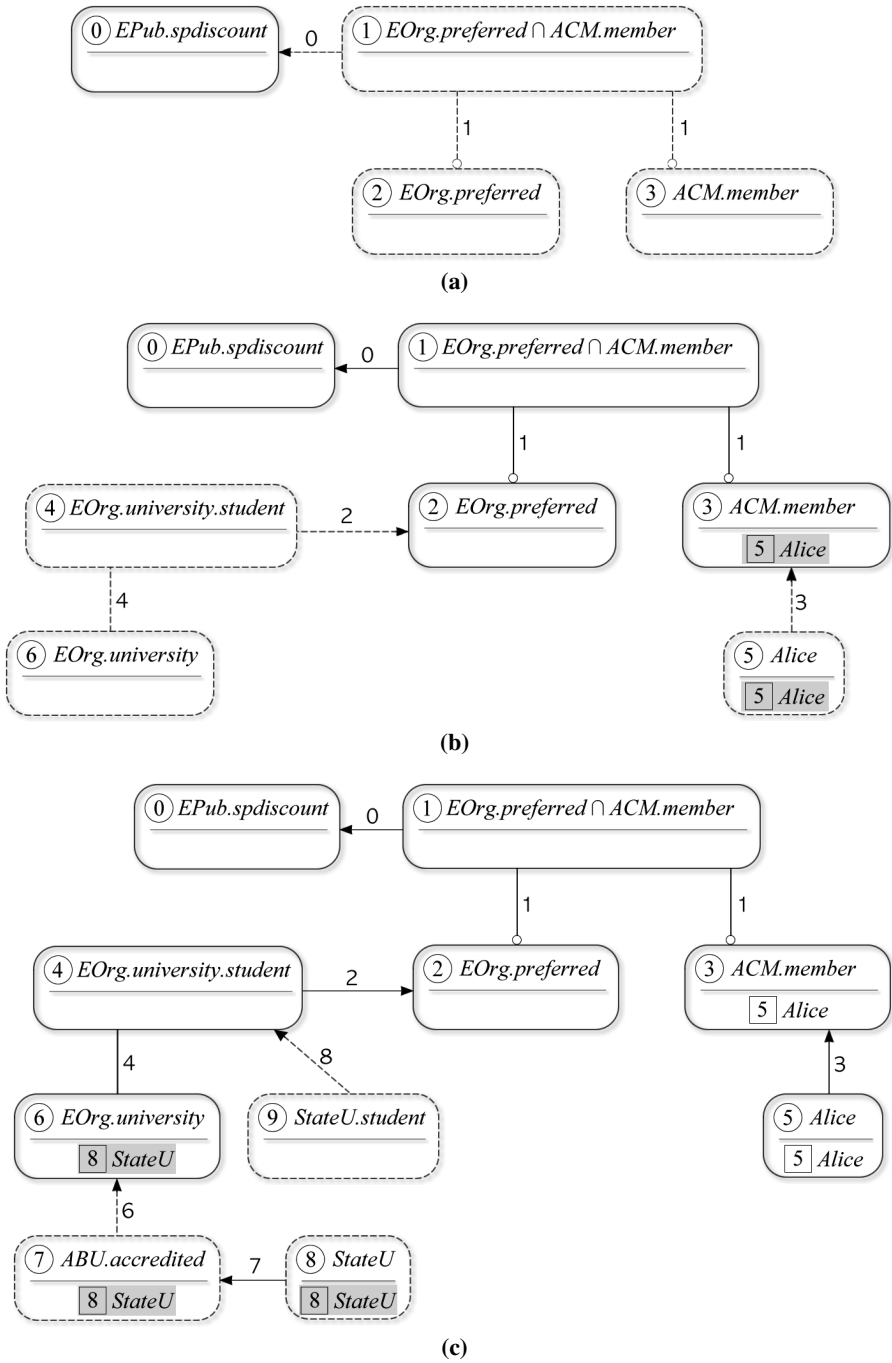 0 EPub.spdiscount
0
1 EOrg.preferred ∩ ACM.member
1
1
2 EOrg.preferred
3 ACM.member
(a)
0 EPub.spdiscount
0
1 EOrg.preferred ∩ ACM.member
1
1
4 EOrg.university.student
2
2 EOrg.preferred
3 ACM.member
5 Alice
4
3
6 EOrg.university
5 Alice
5 Alice
(b)
0 EPub.spdiscount
0
1 EOrg.preferred ∩ ACM.member
1
1
4 EOrg.university.student
2
2 EOrg.preferred
3 ACM.member
5 Alice
4
8
3
6 EOrg.university
8 StateU
9 StateU.student
5 Alice
5 Alice
6
7 ABU.accredited
8 StateU
7
8 StateU
8 StateU
(c)